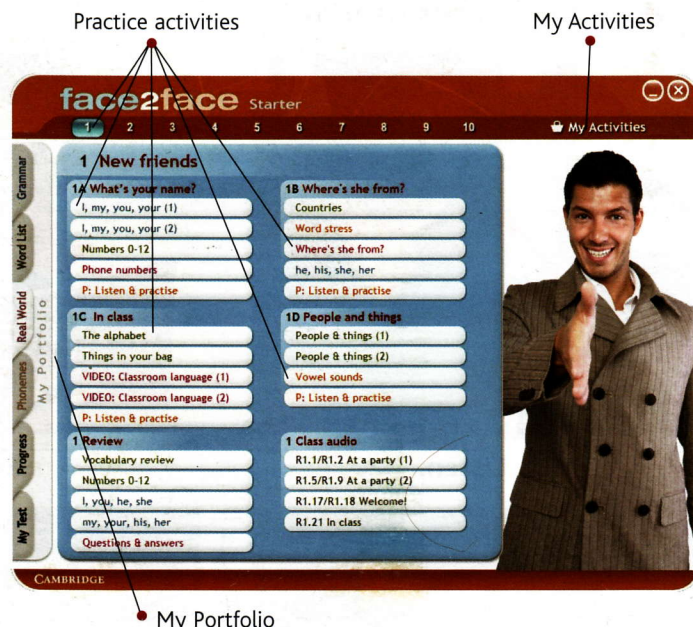 Practice activities
My Activities
face2face Starter
1 2 3 4 5 6 7 8 9 10
My Activities
Grammar
Word List
Real World
Phonemes
Progress
My Test
My Portfolio
1 New friends
1A What's your name?
I, my, you, your (1)
I, my, you, your (2)
Numbers 0-12
Phone numbers
P: Listen & practise
1B Where's she from?
Countries
Word stress
Where's she from?
he, his, she, her
P: Listen & practise
1C In class
The alphabet
Things in your bag
VIDEO: Classroom language (1)
VIDEO: Classroom language (2)
P: Listen & practise
1D People and things
People & things (1)
People & things (2)
Vowel sounds
P: Listen & practise
1 Review
Vocabulary review
Numbers 0-12
I, you, he, she
my, your, his, her
Questions & answers
1 Class audio
R1.1/R1.2 At a party (1)
R1.5/R1.9 At a party (2)
R1.17/R1.18 Welcome!
R1.21 In class
CAMBRIDGE
My Portfolio